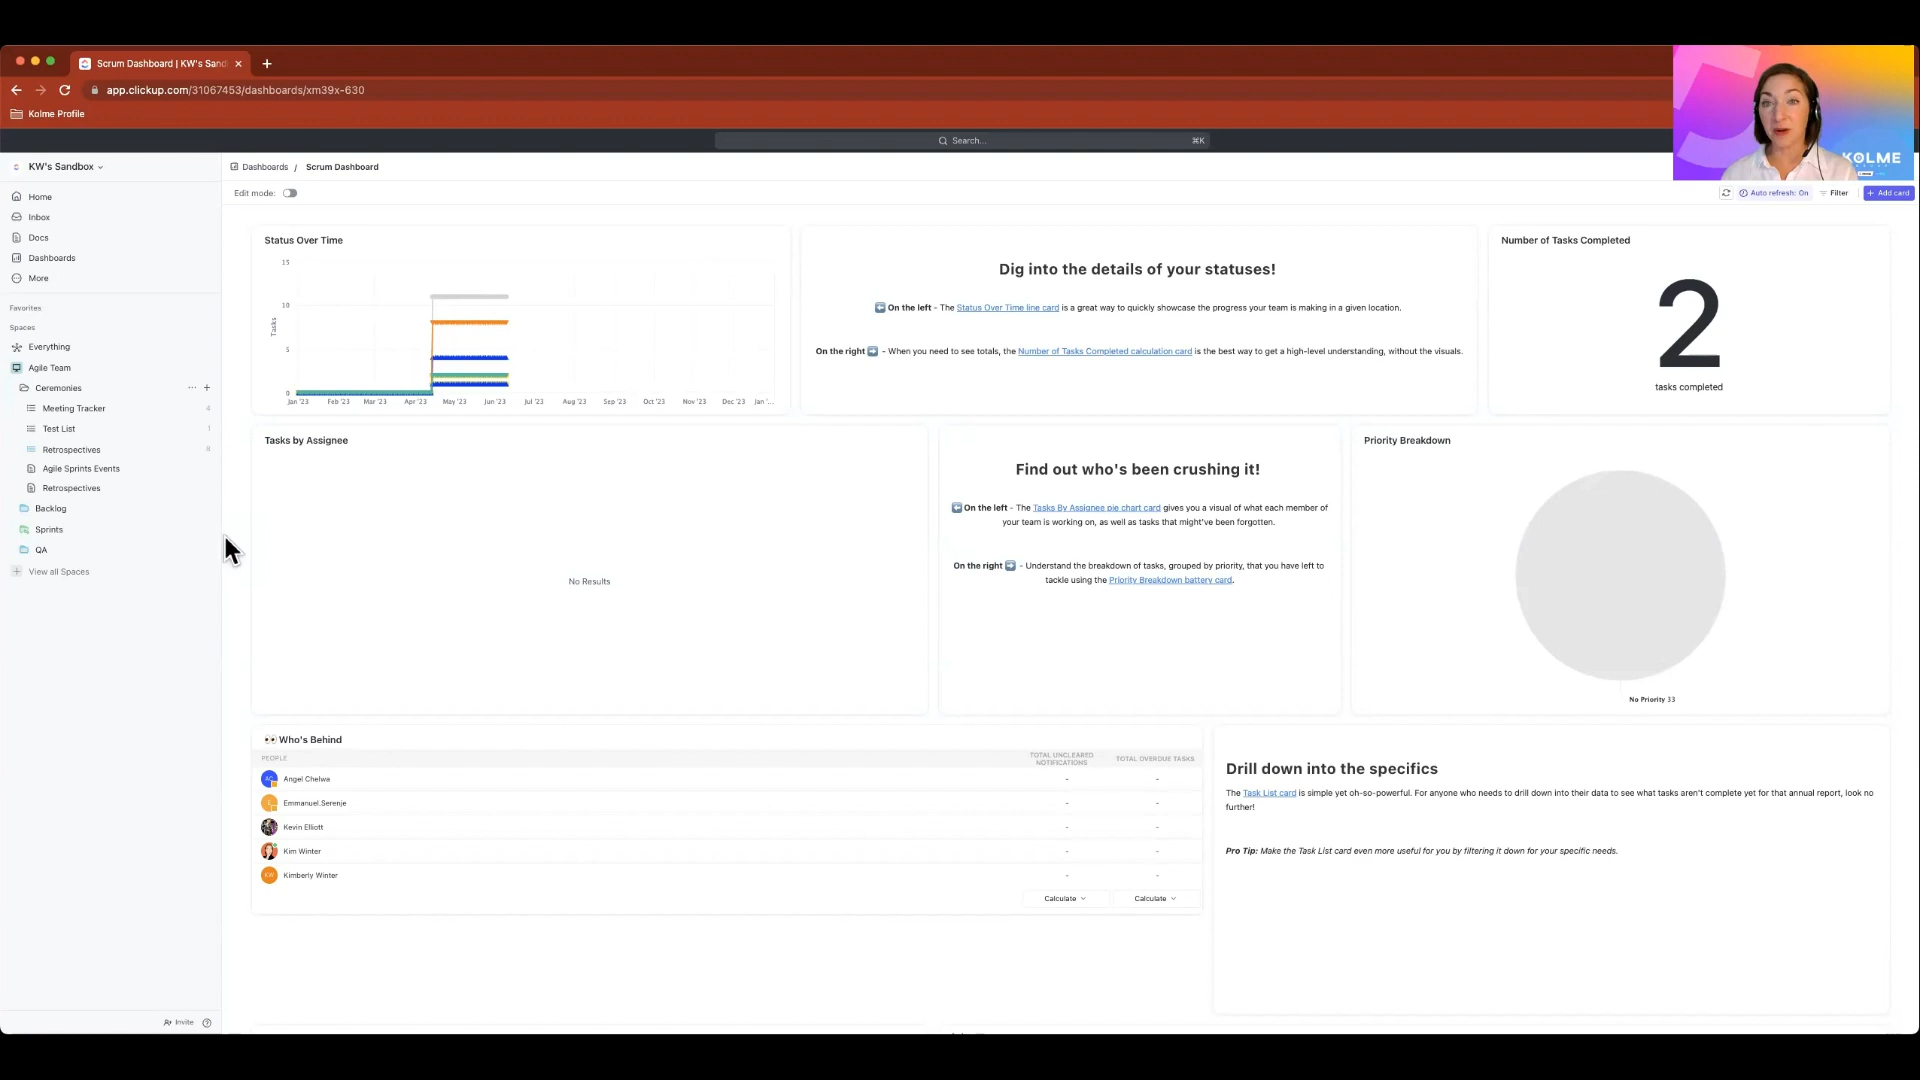 Scrum Dashboard | KW's Sand
app.clickup.com/31067453/dashboards/xm39x-630
Kolme Profile
Search...
⌘K
KOLME
KW's Sandbox
Dashboards / Scrum Dashboard
Edit mode:
Auto refresh: On
Filter
+ Add card
Home
Inbox
Docs
Dashboards
More
Favorites
Spaces
Everything
Agile Team
Ceremonies
Meeting Tracker 4
Test List 1
Retrospectives 8
Agile Sprints Events
Retrospectives
Backlog
Sprints
QA
View all Spaces
Invite
Status Over Time
15
10
5
0
Tasks
Jan '23 Feb '23 Mar '23 Apr '23 May '23 Jun '23 Jul '23 Aug '23 Sep '23 Oct '23 Nov '23 Dec '23 Jan '...
Dig into the details of your statuses!
On the left - The Status Over Time line card is a great way to quickly showcase the progress your team is making in a given location.
On the right - When you need to see totals, the Number of Tasks Completed calculation card is the best way to get a high-level understanding, without the visuals.
Number of Tasks Completed
2
tasks completed
Tasks by Assignee
No Results
Find out who's been crushing it!
On the left - The Tasks By Assignee pie chart card gives you a visual of what each member of
your team is working on, as well as tasks that might've been forgotten.
On the right - Understand the breakdown of tasks, grouped by priority, that you have left to
tackle using the Priority Breakdown battery card.
Priority Breakdown
No Priority 33
Who's Behind
PEOPLE
TOTAL UNCLEARED
NOTIFICATIONS
TOTAL OVERDUE TASKS
AC Angel Chelwa - -
E Emmanuel.Serenje - -
Kevin Elliott - -
Kim Winter - -
KW Kimberly Winter - -
Calculate Calculate
Drill down into the specifics
The Task List card is simple yet oh-so-powerful. For anyone who needs to drill down into their data to see what tasks aren't complete yet for that annual report, look no
further!
Pro Tip: Make the Task List card even more useful for you by filtering it down for your specific needs.